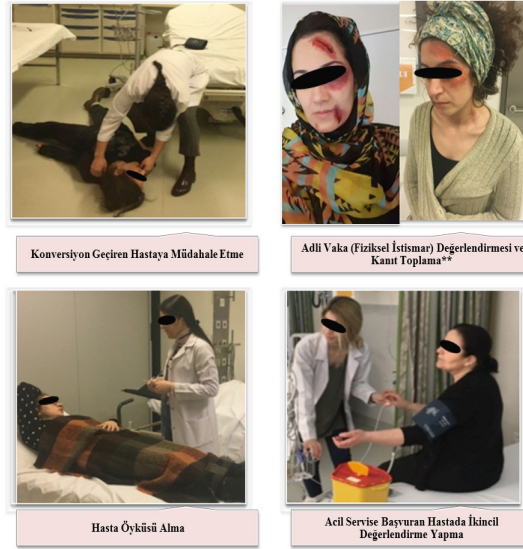 Konversiyon Geçiren Hastaya Müdahale Etme
Adli Vaka (Fiziksel İstismar) Değerlendirmesi ve
Kanıt Toplama**
Hasta Öyküsü Alma
Acil Servise Başvuran Hastada İkincil
Değerlendirme Yapma